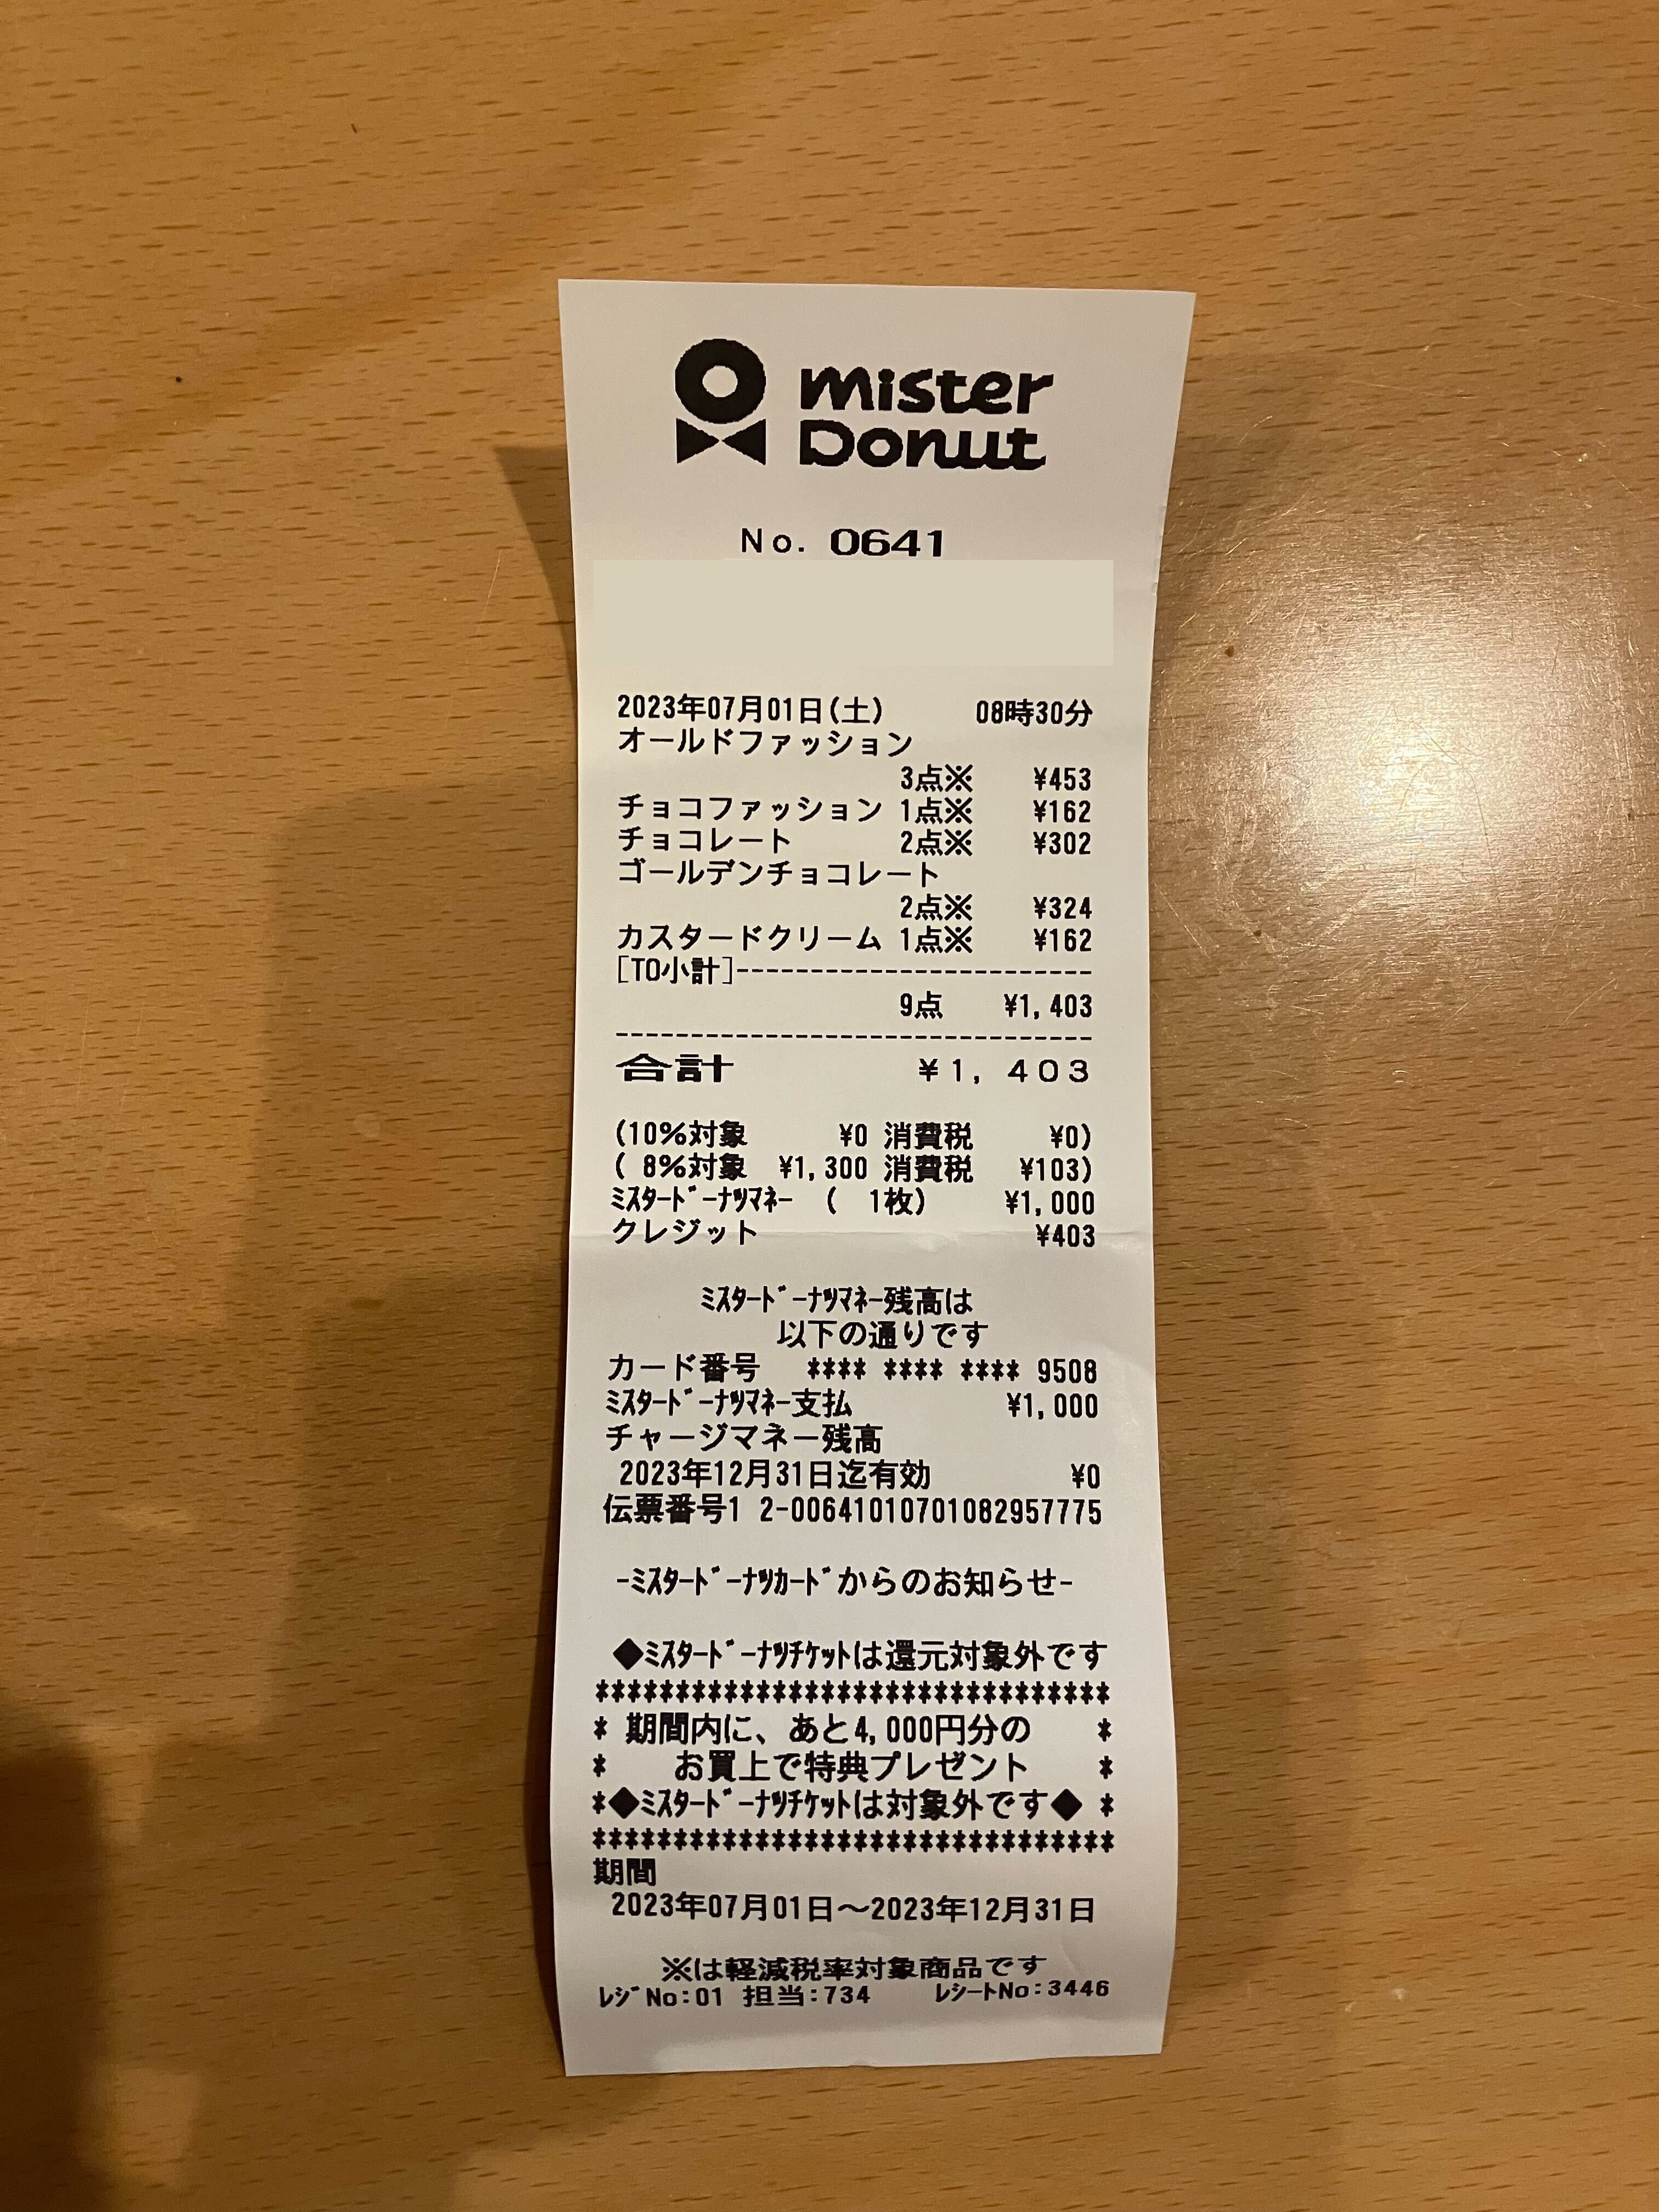 mister
Donut
No. 0641
2023年07月01日(土) 08時30分
オールドファッション
3点※ ¥453
チョコファッション 1点※ ¥162
チョコレート 2点※ ¥302
ゴールデンチョコレート
2点※ ¥324
カスタードクリーム 1点※ ¥162
[TO小計]------------------------
9点 ¥1,403
--------------------------------
合計 ¥1,403
(10%対象 ¥0 消費税 ¥0)
( 8%対象 ¥1,300 消費税 ¥103)
ﾐｽﾀｰﾄﾞｰﾅﾂﾏﾈｰ ( 1枚) ¥1,000
クレジット ¥403
ﾐｽﾀｰﾄﾞｰﾅﾂﾏﾈｰ残高は
以下の通りです
カード番号 **** **** **** 9508
ﾐｽﾀｰﾄﾞｰﾅﾂﾏﾈｰ支払 ¥1,000
チャージマネー残高
2023年12月31日迄有効 ¥0
伝票番号1 2-00641010701082957775
-ﾐｽﾀｰﾄﾞｰﾅﾂｶｰﾄﾞからのお知らせ-
◆ﾐｽﾀｰﾄﾞｰﾅﾂﾁｹｯﾄは還元対象外です
********************************
* 期間内に、あと4,000円分の *
* お買上で特典プレゼント *
*◆ﾐｽﾀｰﾄﾞｰﾅﾂﾁｹｯﾄは対象外です◆ *
********************************
期間
2023年07月01日～2023年12月31日
※は軽減税率対象商品です
ﾚｼﾞNo:01 担当:734 ﾚｼｰﾄNo:3446